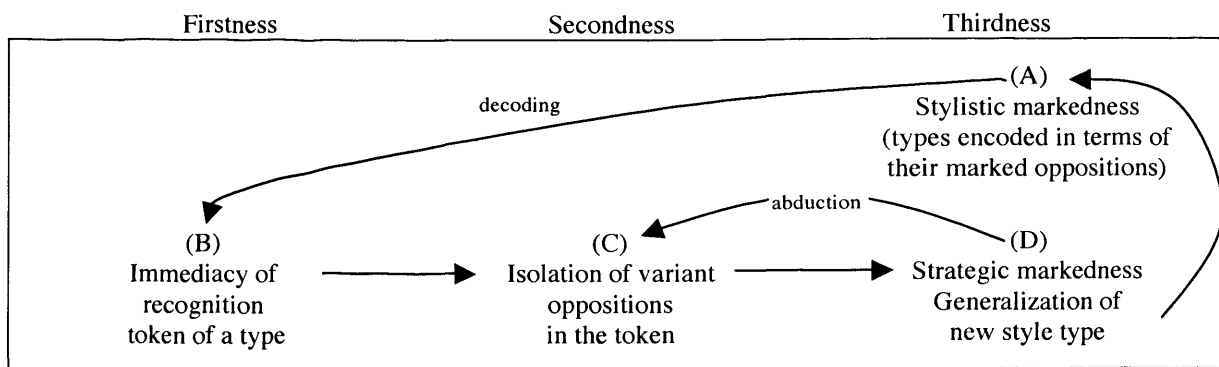 Firstness Secondness Thirdness
(A)
decoding
Stylistic markedness
(types encoded in terms of
their marked oppositions)
abduction
(B)
Immediacy of
recognition
token of a type
(C)
Isolation of variant
oppositions
in the token
(D)
Strategic markedness
Generalization of
new style type